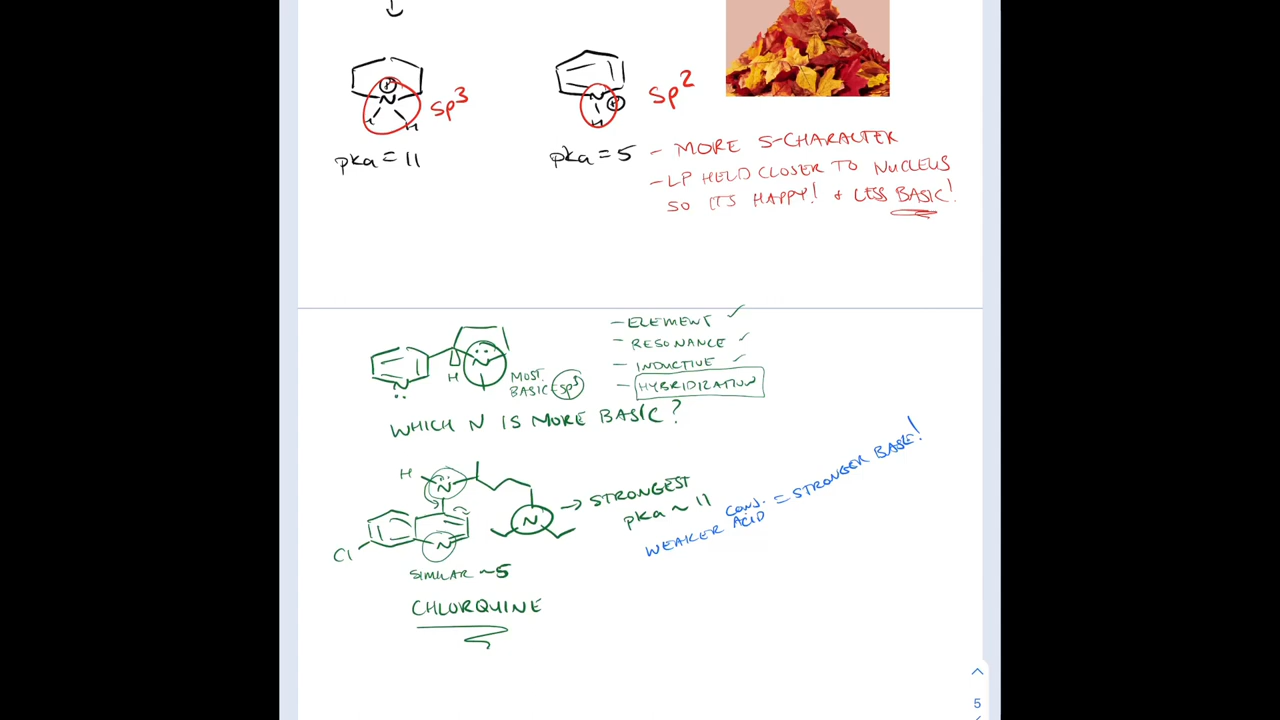 sp3
sp2
pka = 11
pka = 5
- MORE S-CHARACTER
- LP HELD CLOSER TO NUCLEUS
SO IT'S HAPPY! & LESS BASIC!
- ELEMENT ✓
- RESONANCE ✓
- INDUCTIVE ✓
- HYBRIDIZATION
N
H
N
MOST
BASIC = sp3
WHICH N IS MORE BASIC?
H
N
N
N
Cl
→ STRONGEST
pka ~ 11
WEAKER CONJ. ACID = STRONGER BASE!
SIMILAR ~5
CHLORQUINE
5